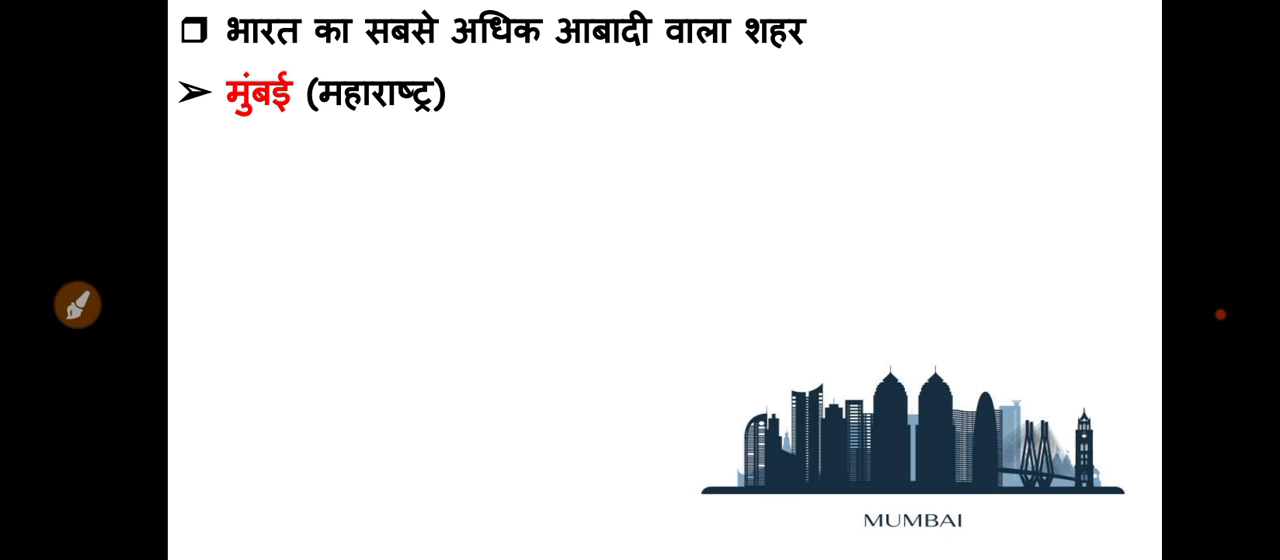 ❒ भारत का सबसे अधिक आबादी वाला शहर
➢ मुंबई (महाराष्ट्र)
MUMBAI